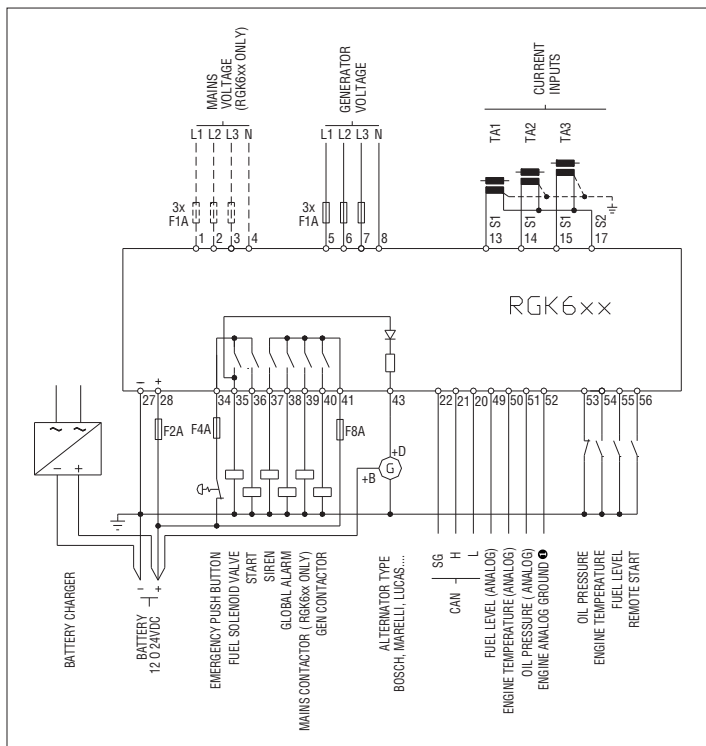 MAINS
VOLTAGE
(RGK6xx ONLY)
GENERATOR
VOLTAGE
CURRENT
INPUTS
L1 L2 L3 N
L1 L2 L3 N
TA1
TA2
TA3
3x
F1A
3x
F1A
1 2 3 4
5 6 7 8
S1
S1
S1
S2
13 14 15 17
RGK6xx
– +
27 28
34 35 36 37 38 39 40 41
43
22 21 20 49 50 51 52
53 54 55 56
F2A
F4A
F8A
~ ~
– +
+D
+B
G
– +
BATTERY CHARGER
BATTERY
12 O 24VDC
EMERGENCY PUSH BUTTON
FUEL SOLENOID VALVE
START
SIREN
GLOBAL ALARM
MAINS CONTACTOR ( RGK6xx ONLY)
GEN CONTACTOR
ALTERNATOR TYPE
BOSCH, MARELLI, LUCAS....
SG
H
L
CAN
FUEL LEVEL (ANALOG)
ENGINE TEMPERATURE (ANALOG)
OIL PRESSURE ( ANALOG)
ENGINE ANALOG GROUND ❶
OIL PRESSURE
ENGINE TEMPERATURE
FUEL LEVEL
REMOTE START